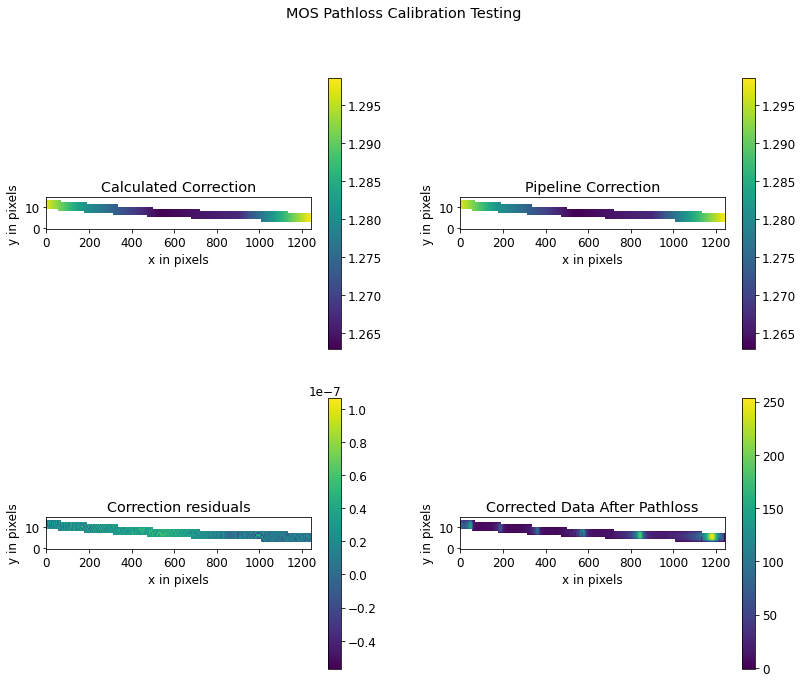 MOS Pathloss Calibration Testing
Calculated Correction
y in pixels
10
0
0 200 400 600 800 1000 1200
x in pixels
1.295
1.290
1.285
1.280
1.275
1.270
1.265
Pipeline Correction
y in pixels
10
0
0 200 400 600 800 1000 1200
x in pixels
1.295
1.290
1.285
1.280
1.275
1.270
1.265
Correction residuals
y in pixels
10
0
0 200 400 600 800 1000 1200
x in pixels
1e−7
1.0
0.8
0.6
0.4
0.2
0.0
−0.2
−0.4
Corrected Data After Pathloss
y in pixels
10
0
0 200 400 600 800 1000 1200
x in pixels
250
200
150
100
50
0